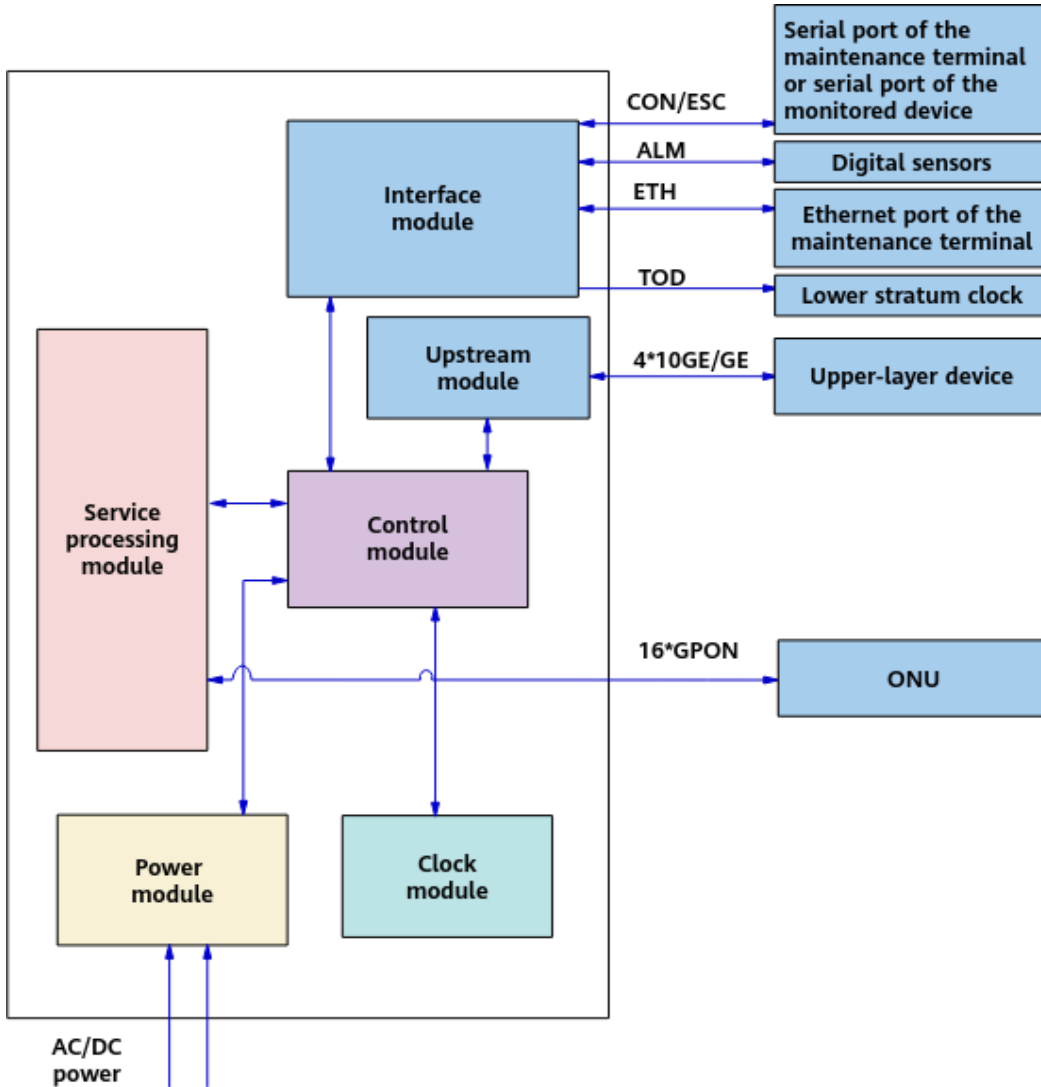 Serial port of the
maintenance terminal
or serial port of the
monitored device
CON/ESC
ALM
Digital sensors
Interface
module
ETH
Ethernet port of the
maintenance terminal
TOD
Lower stratum clock
Upstream
module
4*10GE/GE
Upper-layer device
Service
processing
module
Control
module
16*GPON
ONU
Power
module
Clock
module
AC/DC
power